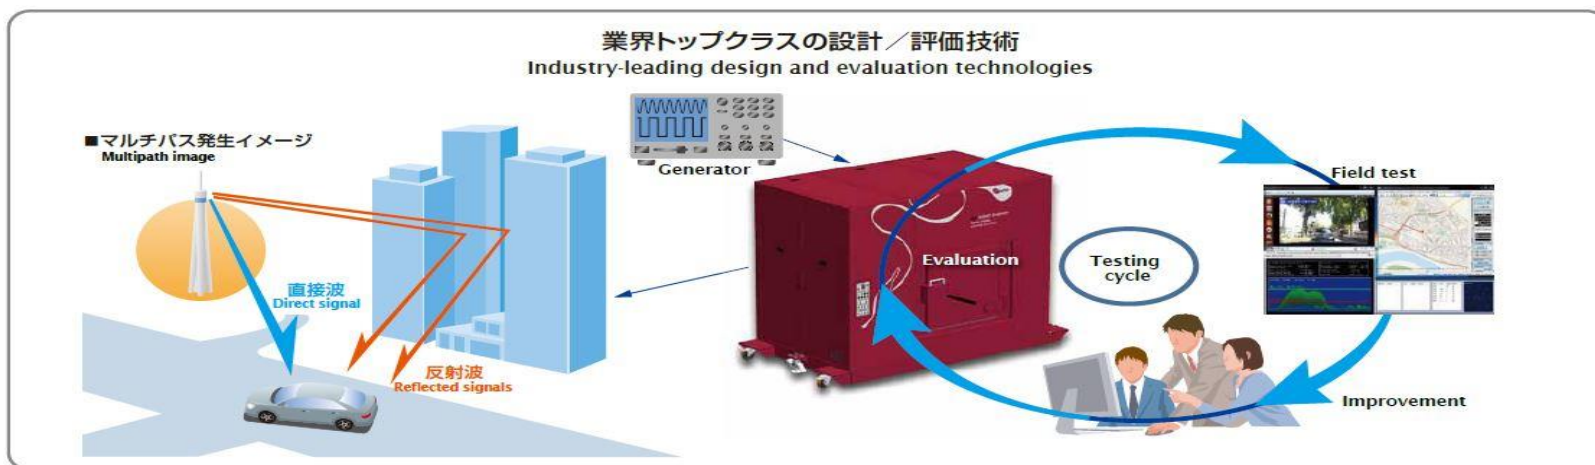 業界トップクラスの設計／評価技術
Industry-leading design and evaluation technologies
■マルチパス発生イメージ
Multipath image
直接波
Direct signal
反射波
Reflected signals
Generator
Evaluation
Testing
cycle
Field test
Improvement